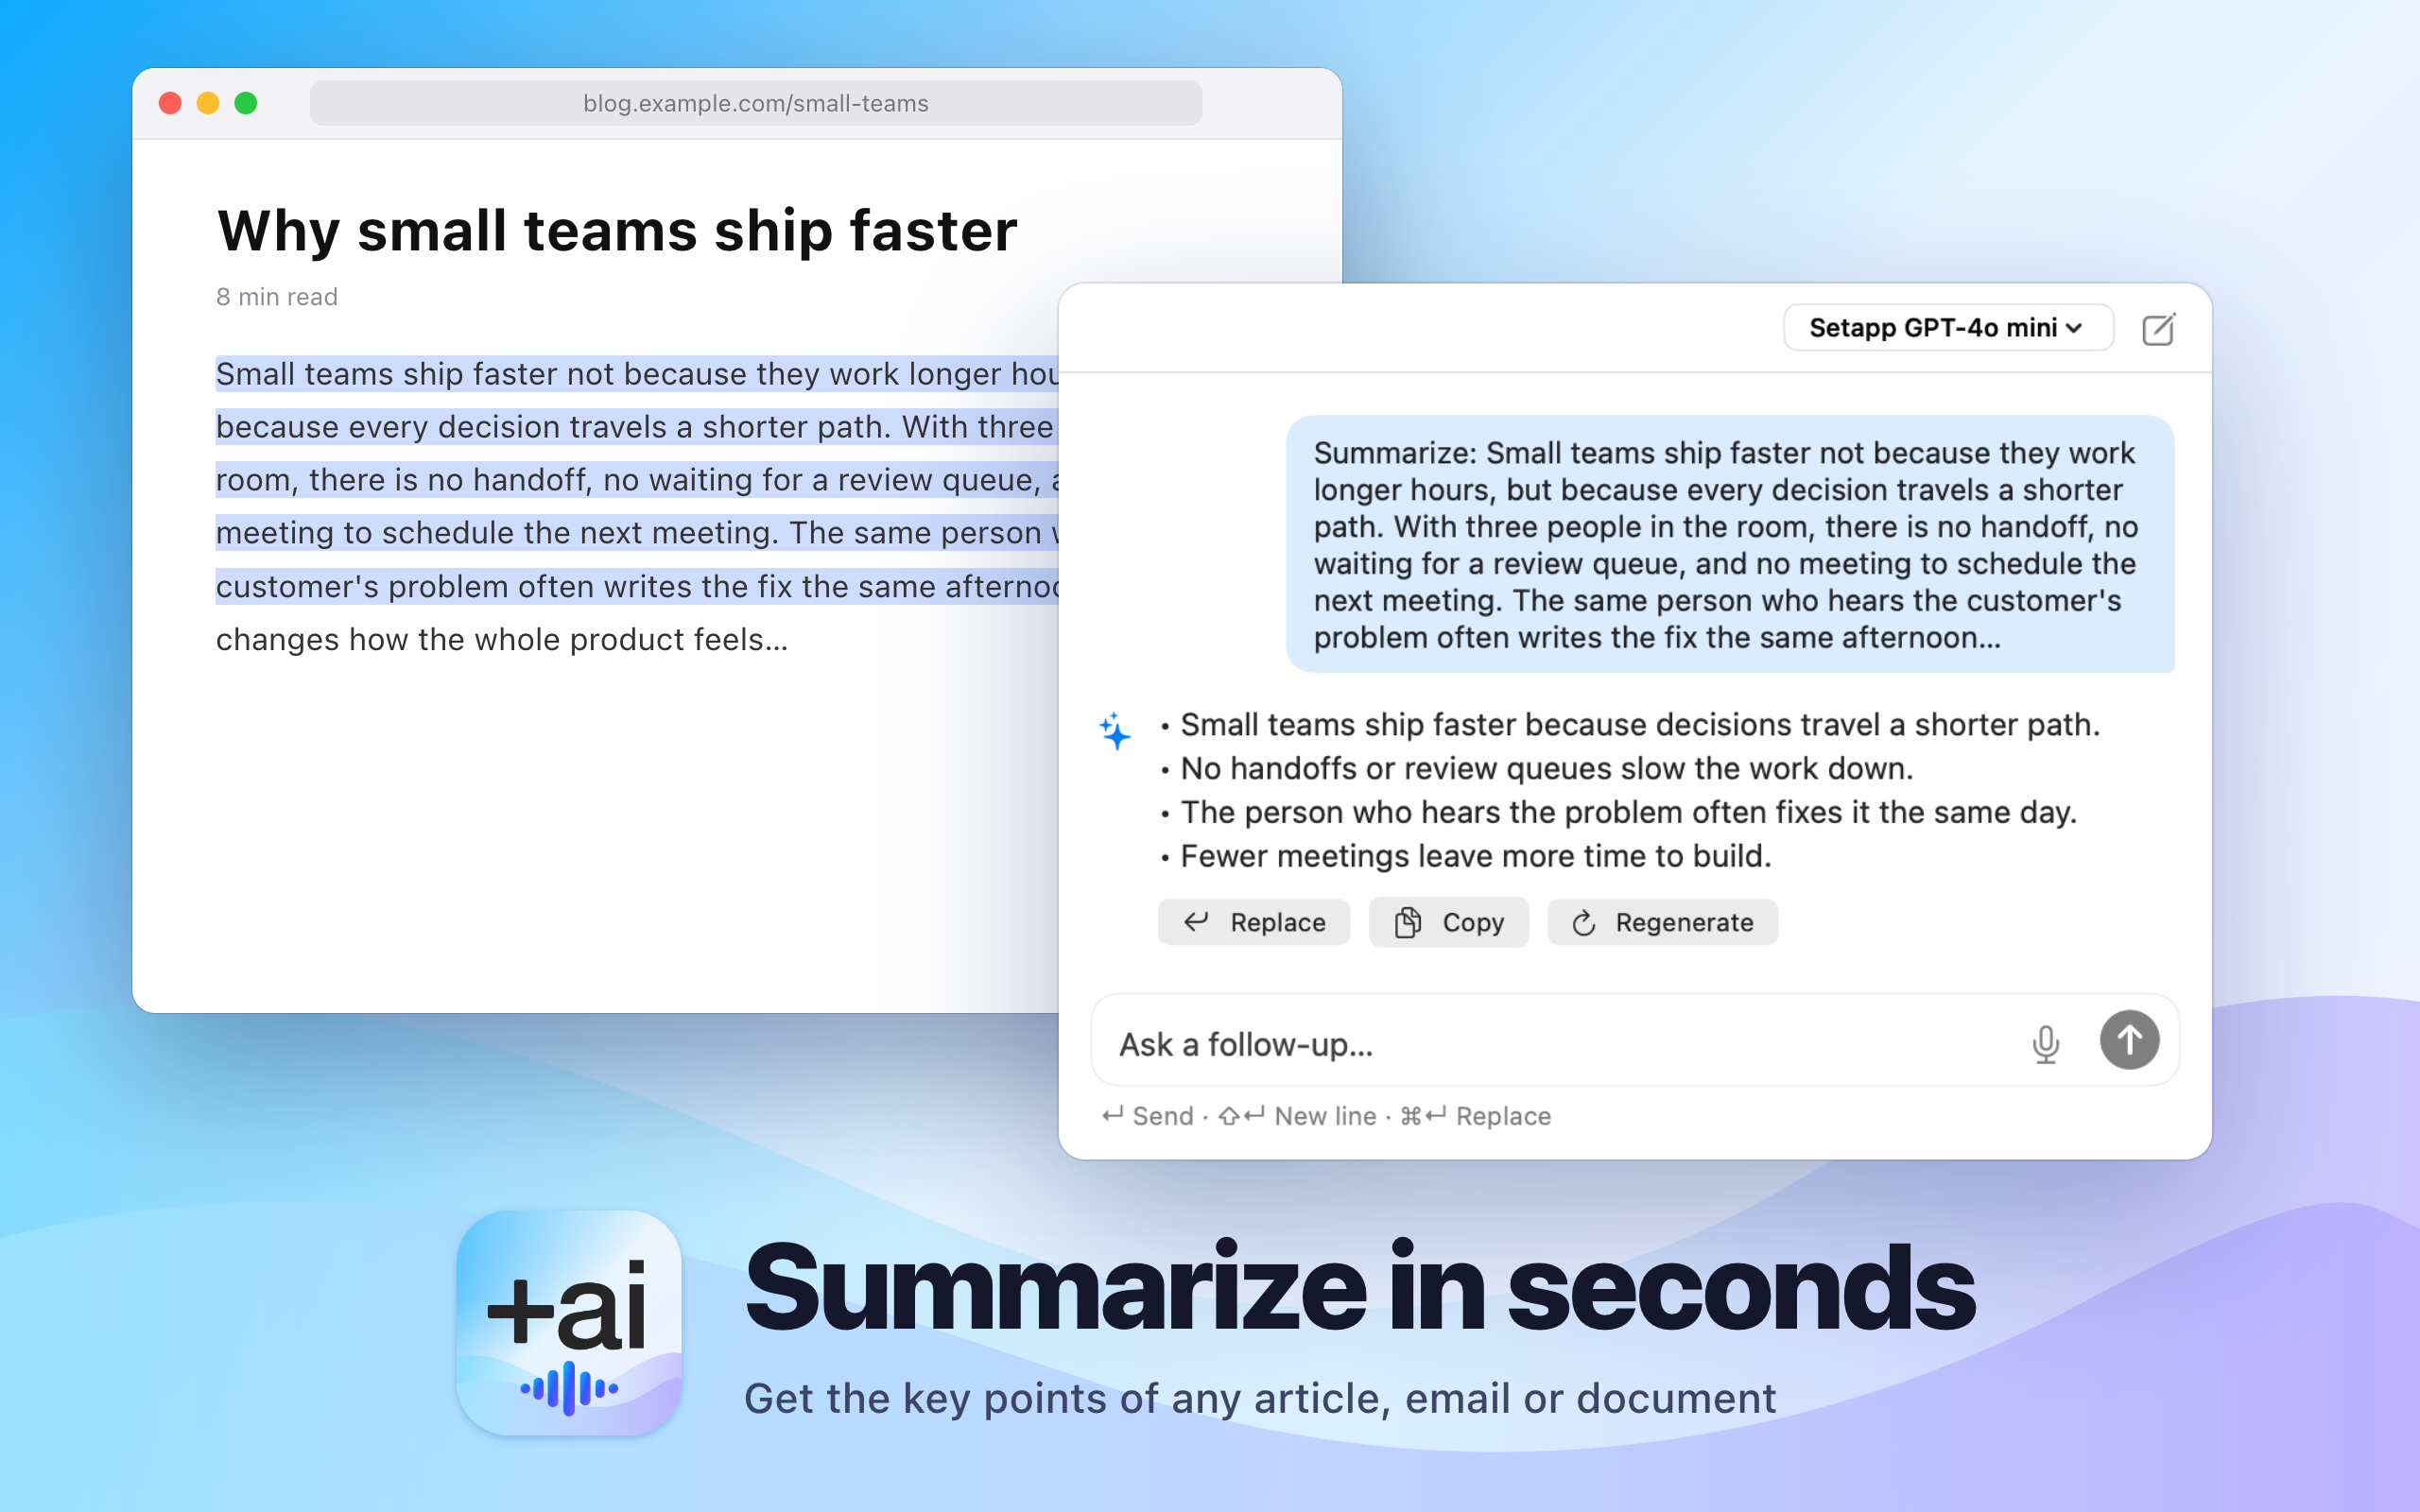 blog.example.com/small-teams
Why small teams ship faster
8 min read
Small teams ship faster not because they work longer
because every decision travels a shorter path. With three
room, there is no handoff, no waiting for a review queue,
meeting to schedule the next meeting. The same person
customer's problem often writes the fix the same
changes how the whole product feels...
Setapp GPT-4o mini
Summarize: Small teams ship faster not because they work
longer hours, but because every decision travels a shorter
path. With three people in the room, there is no handoff, no
waiting for a review queue, and no meeting to schedule the
next meeting. The same person who hears the customer's
problem often writes the fix the same afternoon...
• Small teams ship faster because decisions travel a shorter path.
• No handoffs or review queues slow the work down.
• The person who hears the problem often fixes it the same day.
• Fewer meetings leave more time to build.
Replace
Copy
Regenerate
Ask a follow-up...
↵ Send · ⇧↵ New line · ⌘↵ Replace
+ai
Summarize in seconds
Get the key points of any article, email or document